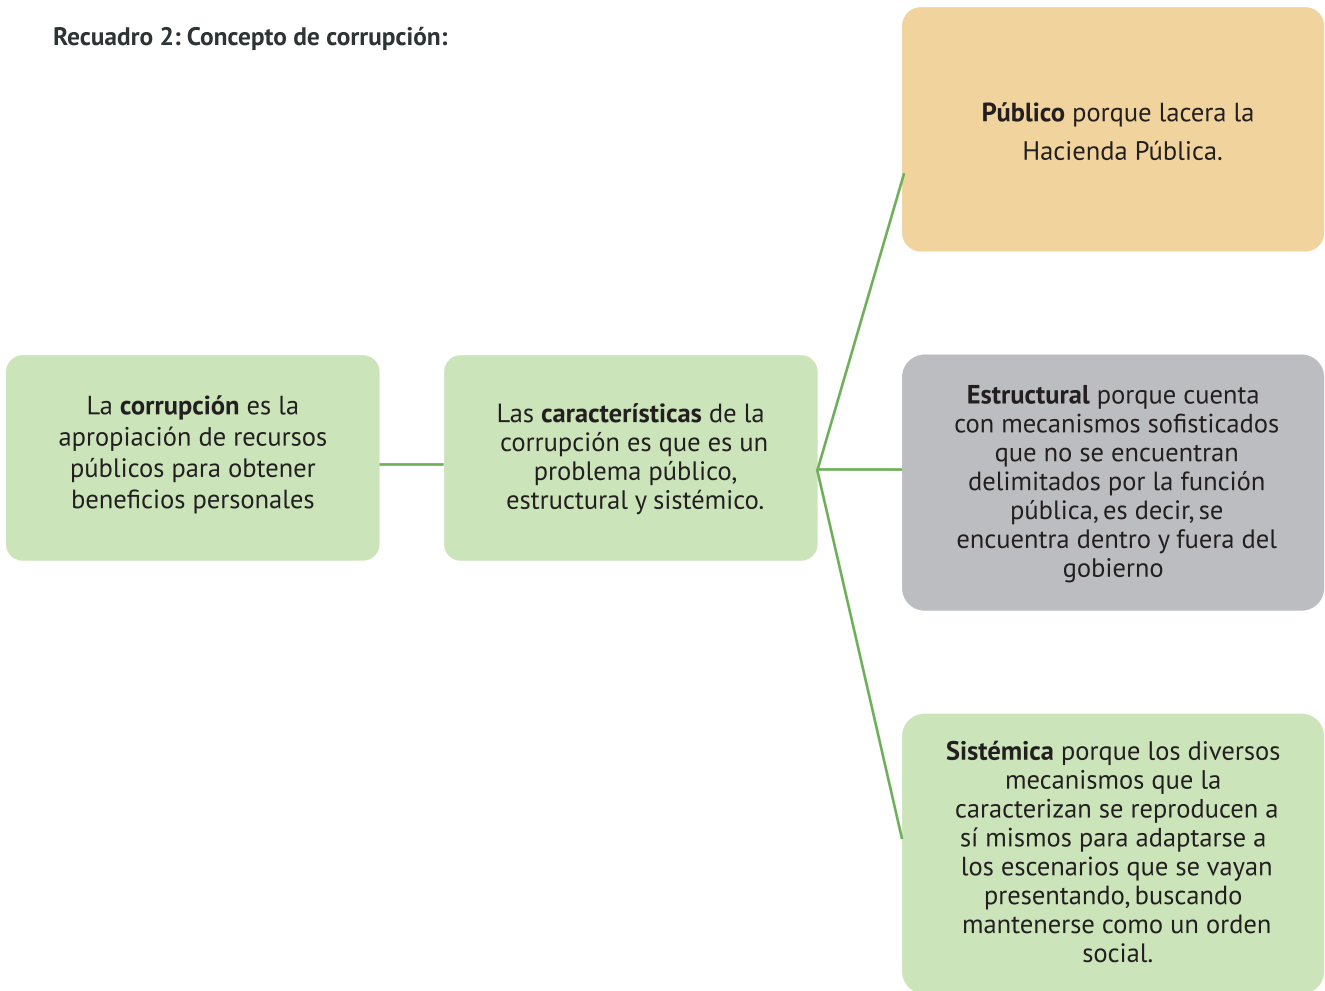 Recuadro 2: Concepto de corrupción:
La corrupción es la
apropiación de recursos
públicos para obtener
beneficios personales
Las características de la
corrupción es que es un
problema público,
estructural y sistémico.
Público porque lacera la
Hacienda Pública.
Estructural porque cuenta
con mecanismos sofisticados
que no se encuentran
delimitados por la función
pública, es decir, se
encuentra dentro y fuera del
gobierno
Sistémica porque los diversos
mecanismos que la
caracterizan se reproducen a
sí mismos para adaptarse a
los escenarios que se vayan
presentando, buscando
mantenerse como un orden
social.